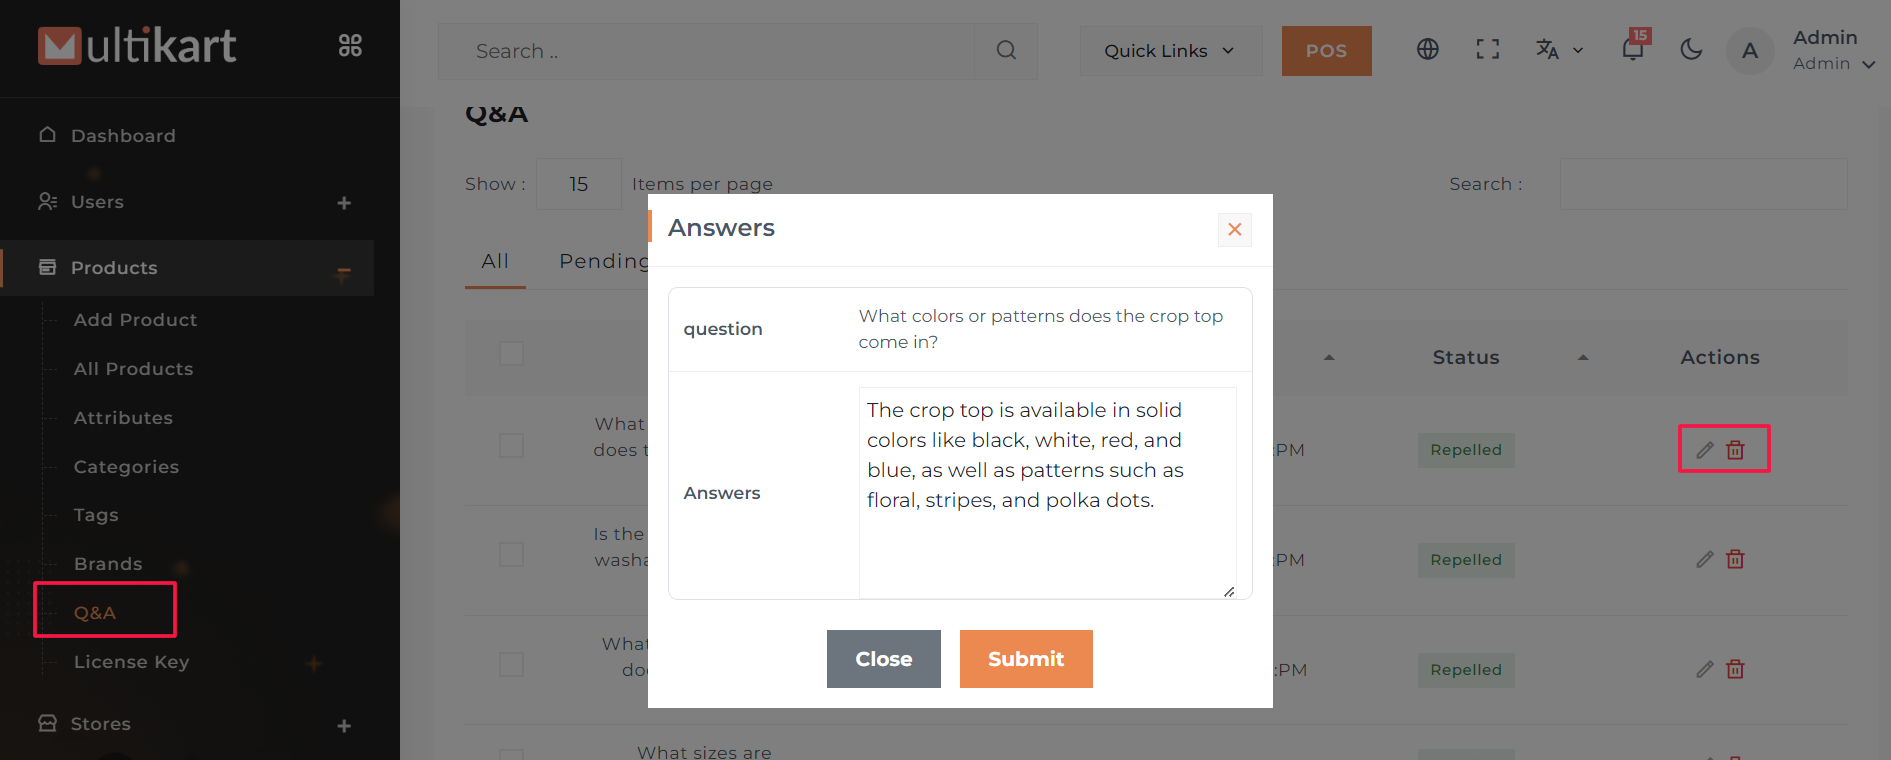 Multikart
Search ..
Quick Links
POS
15
A
Admin
Admin
Dashboard
Users
Products
Add Product
All Products
Attributes
Categories
Tags
Brands
Q&A
License Key
Stores
Q&A
Show :
15
Items per page
Search :
All
Pending
Status
Actions
What
does t
:PM
Repelled
Is the
washa
:PM
Repelled
What
doe
:PM
Repelled
What sizes are
Answers
question
What colors or patterns does the crop top
come in?
Answers
The crop top is available in solid
colors like black, white, red, and
blue, as well as patterns such as
floral, stripes, and polka dots.
Close
Submit